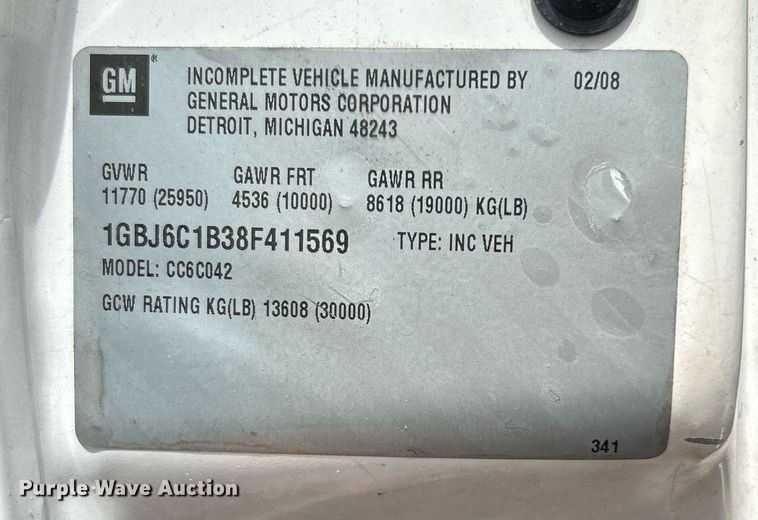 GM ®
INCOMPLETE VEHICLE MANUFACTURED BY 02/08
GENERAL MOTORS CORPORATION
DETROIT, MICHIGAN 48243
GVWR GAWR FRT GAWR RR
11770 (25950) 4536 (10000) 8618 (19000) KG(LB)
1GBJ6C1B38F411569 TYPE: INC VEH
MODEL: CC6C042
GCW RATING KG(LB) 13608 (30000)
341
Purple Wave Auction